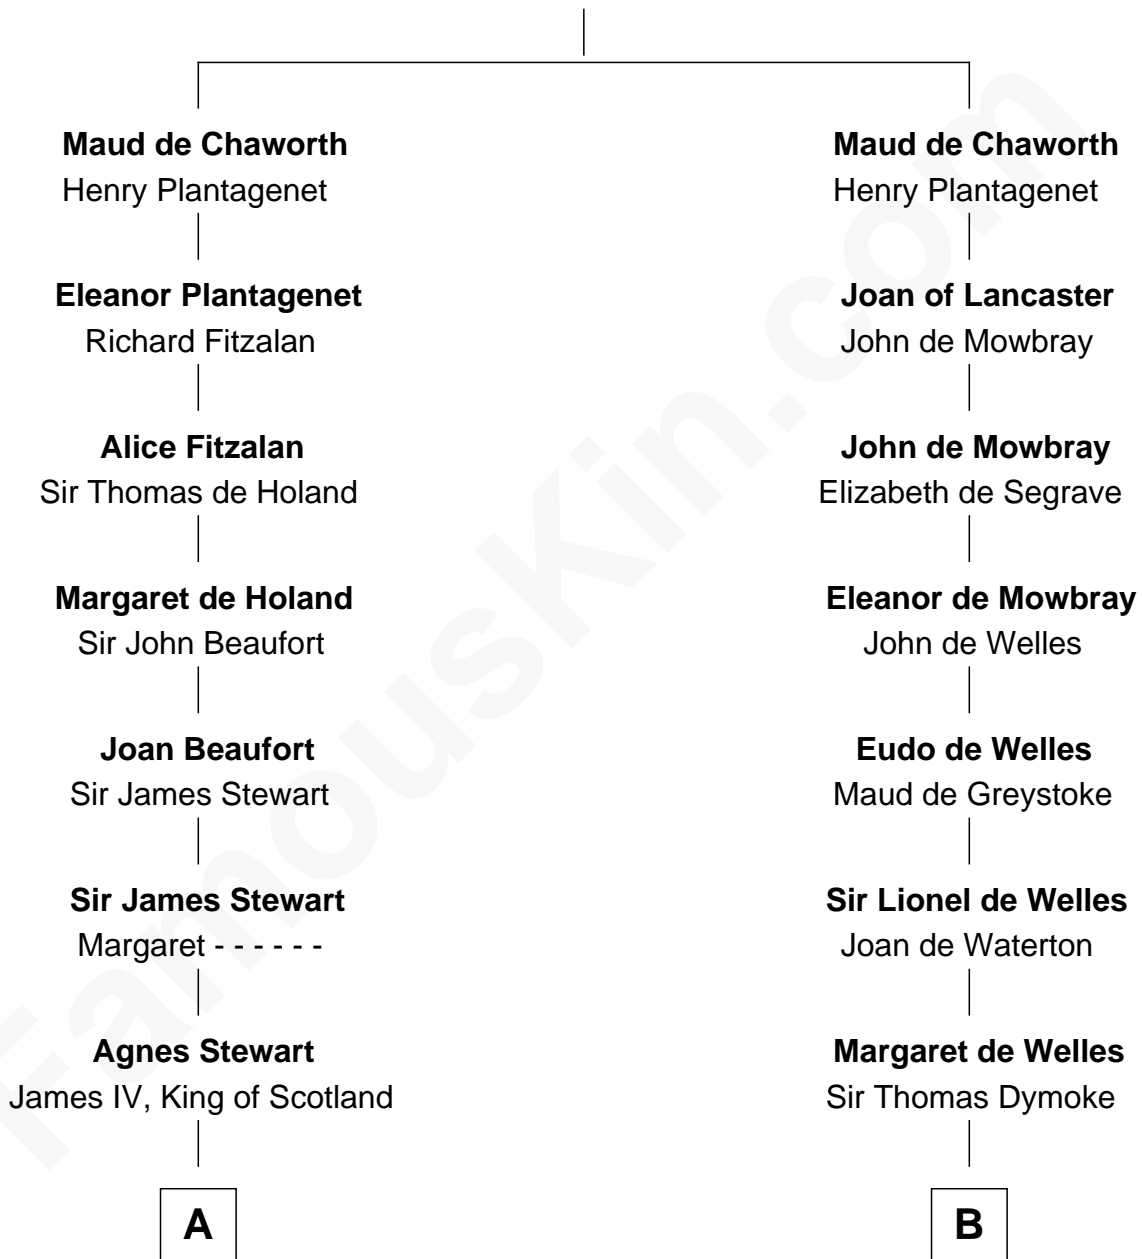 Maud de Chaworth
Henry Plantagenet
Eleanor Plantagenet
Richard Fitzalan
Alice Fitzalan
Sir Thomas de Holand
Margaret de Holand
Sir John Beaufort
Joan Beaufort
Sir James Stewart
Sir James Stewart
Margaret - - - - - -
Agnes Stewart
James IV, King of Scotland
A
Maud de Chaworth
Henry Plantagenet
Joan of Lancaster
John de Mowbray
John de Mowbray
Elizabeth de Segrave
Eleanor de Mowbray
John de Welles
Eudo de Welles
Maud de Greystoke
Sir Lionel de Welles
Joan de Waterton
Margaret de Welles
Sir Thomas Dymoke
B
FamousKin.com